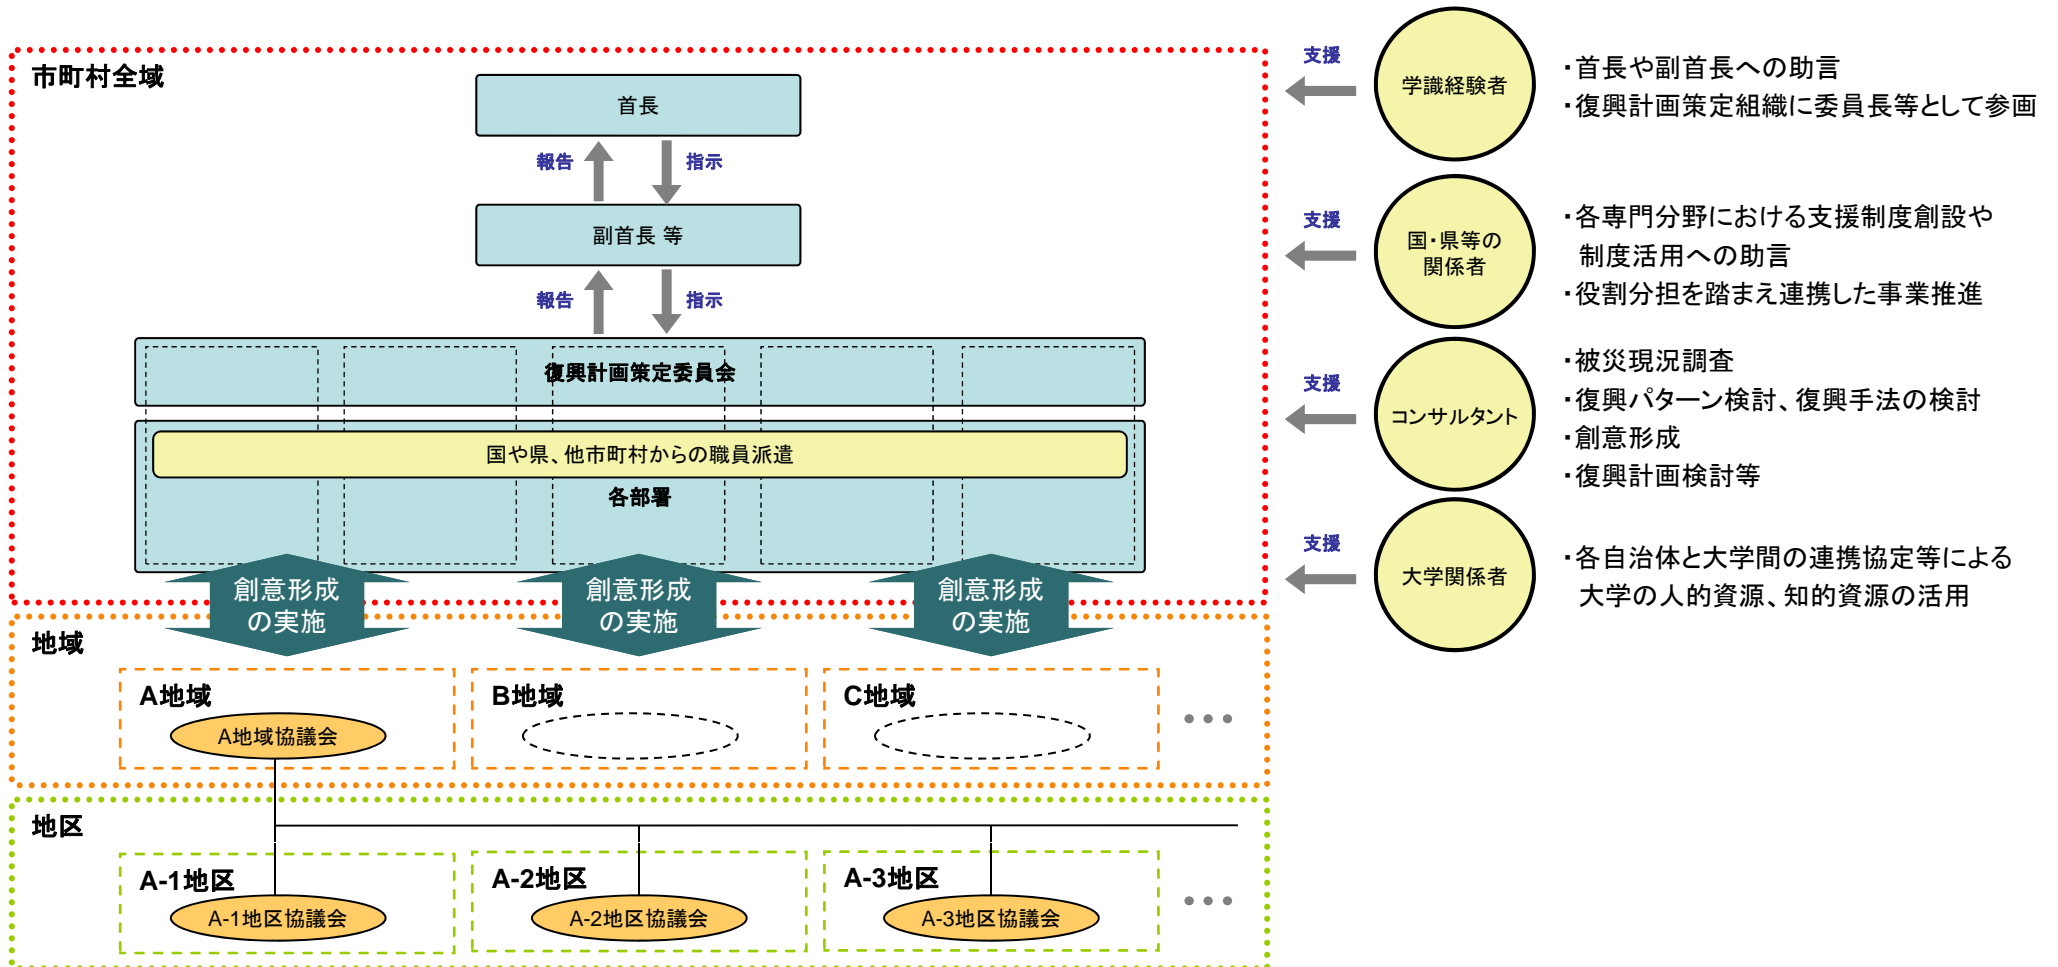 市町村全域
首長
報告
指示
副首長 等
報告
指示
復興計画策定委員会
国や県、他市町村からの職員派遣
各部署
創意形成
の実施
創意形成
の実施
創意形成
の実施
地域
A地域
A地域協議会
B地域
C地域
•••
地区
A-1地区
A-1地区協議会
A-2地区
A-2地区協議会
A-3地区
A-3地区協議会
•••
支援
学識経験者
・首長や副首長への助言
・復興計画策定組織に委員長等として参画
支援
国・県等の
関係者
・各専門分野における支援制度創設や
制度活用への助言
・役割分担を踏まえ連携した事業推進
支援
コンサルタント
・被災現況調査
・復興パターン検討、復興手法の検討
・創意形成
・復興計画検討等
支援
大学関係者
・各自治体と大学間の連携協定等による
大学の人的資源、知的資源の活用